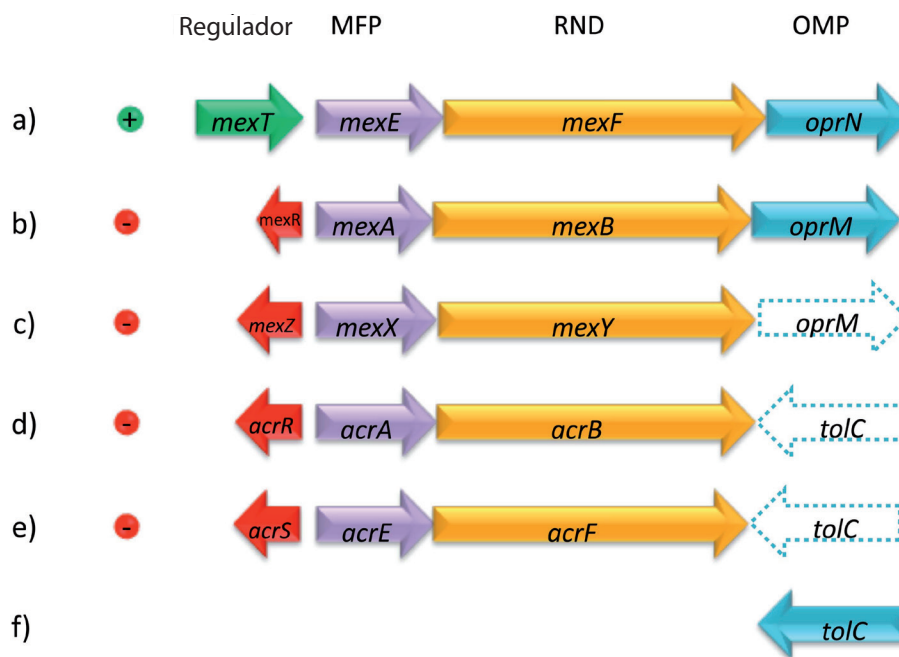 Regulador MFP RND OMP
a) + mexT mexE mexF oprN
b) - mexR mexA mexB oprM
c) - mexZ mexX mexY oprM
d) - acrR acrA acrB tolC
e) - acrS acrE acrF tolC
f) tolC